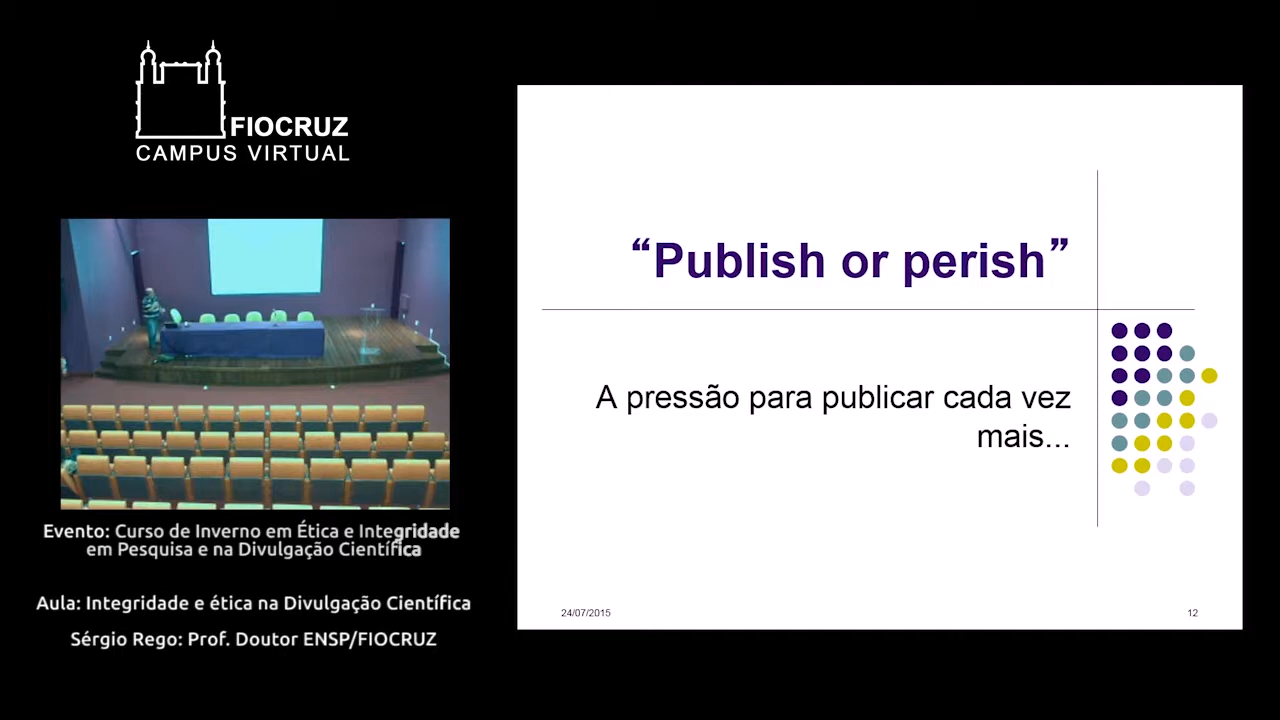 FIOCRUZ
CAMPUS VIRTUAL
Evento: Curso de Inverno em Ética e Integridade
em Pesquisa e na Divulgação Científica
Aula: Integridade e ética na Divulgação Científica
Sérgio Rego: Prof. Doutor ENSP/FIOCRUZ
“Publish or perish”
A pressão para publicar cada vez
mais...
24/07/2015
12